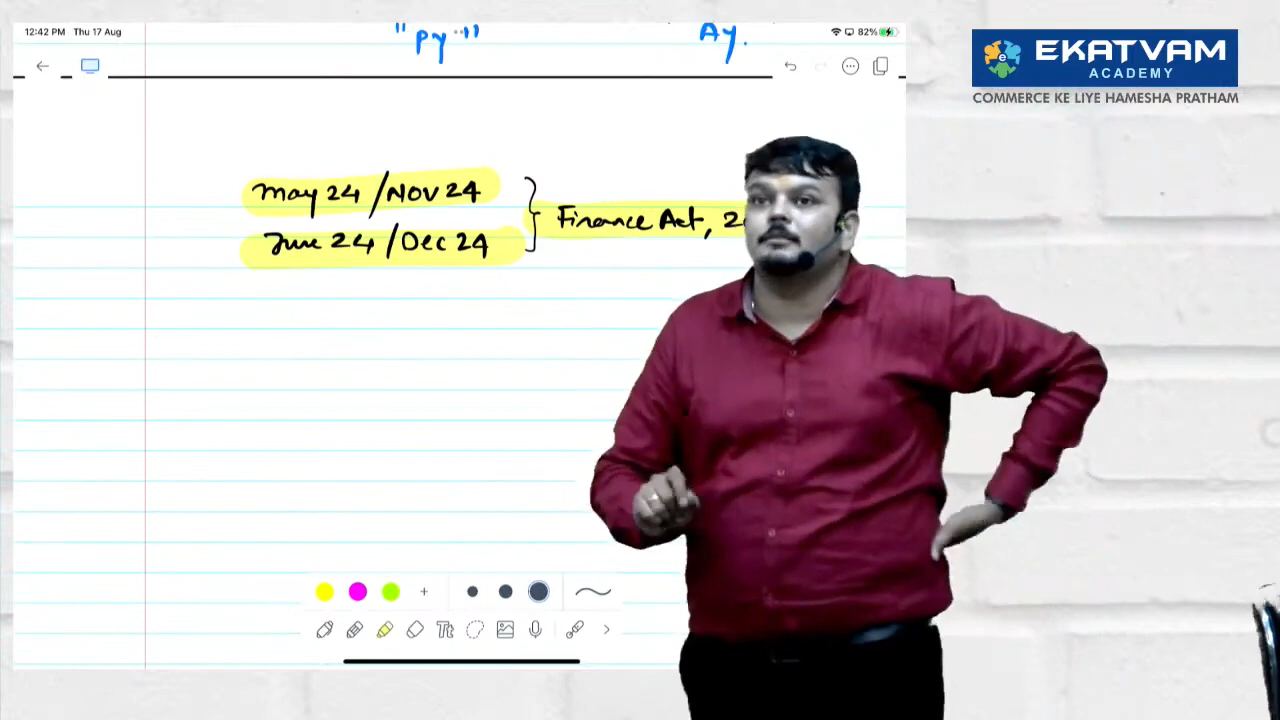 12:42 PM Thu 17 Aug
"PY"
Ay.
82%
EKATVAM
ACADEMY
COMMERCE KE LIYE HAMESHA PRATHAM
May 24 / Nov 24
June 24 / Dec 24
Finance Act,
Tt